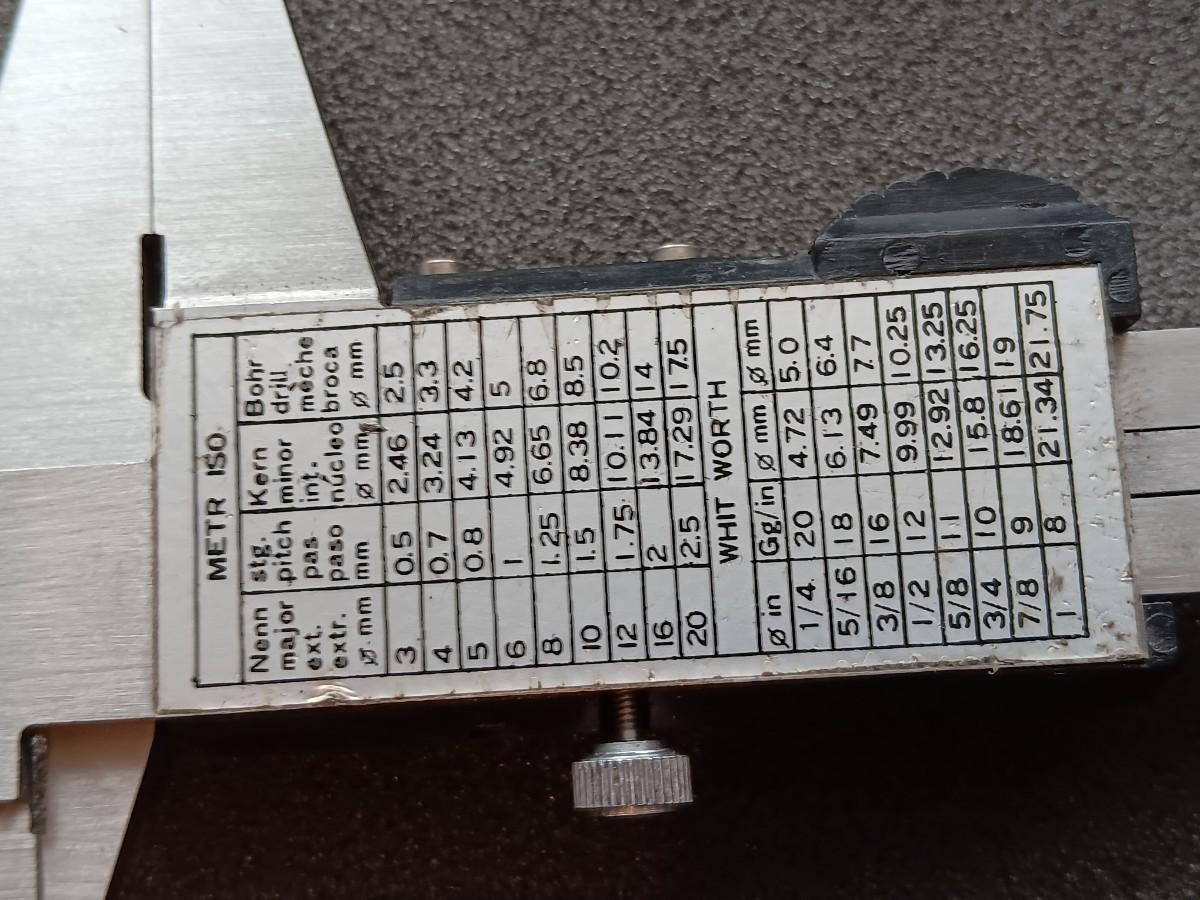 METR ISO
Nenn stg. Kern Bohr
major pitch minor drill
ext. pas. int. mèche
extr. paso núcleo broca
ø mm mm ø mm ø mm
3 0.5 2.46 2.5
4 0.7 3.24 3.3
5 0.8 4.13 4.2
6 1 4.92 5
8 1.25 6.65 6.8
10 1.5 8.38 8.5
12 1.75 10.11 10.2
16 2 13.84 14
20 2.5 17.29 17.5
WHIT WORTH
ø in Gg/in ø mm ø mm
1/4 20 4.72 5.0
5/16 18 6.13 6.4
3/8 16 7.49 7.7
1/2 12 9.99 10.25
5/8 11 12.92 13.25
3/4 10 15.8 16.25
7/8 9 18.61 19
1 8 21.34 21.75